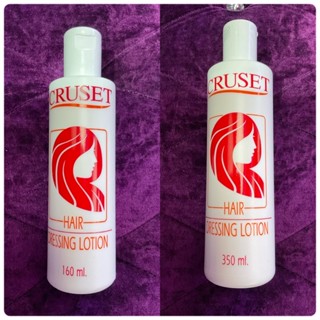 CRUSET
HAIR
DRESSING LOTION
160 ml.
CRUSET
HAIR
DRESSING LOTION
350 ml.